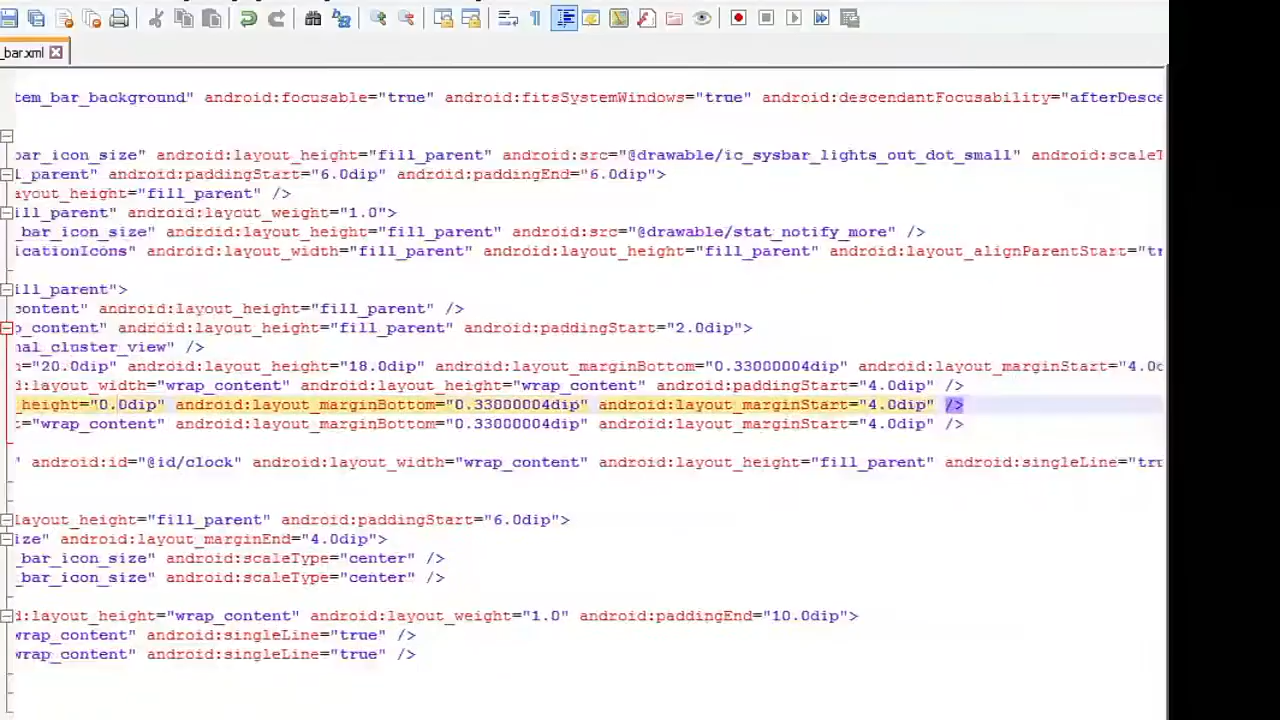 _bar.xml
tem_bar_background" android:focusable="true" android:fitsSystemWindows="true" android:descendantFocusability="afterDesce
bar_icon_size" android:layout_height="fill_parent" android:src="@drawable/ic_sysbar_lights_out_dot_small" android:scaleT
l_parent" android:paddingStart="6.0dip" android:paddingEnd="6.0dip">
ayout_height="fill_parent" />
ill_parent" android:layout_weight="1.0">
_bar_icon_size" android:layout_height="fill_parent" android:src="@drawable/stat_notify_more" />
icationIcons" android:layout_width="fill_parent" android:layout_height="fill_parent" android:layout_alignParentStart="tr
ill_parent">
content" android:layout_height="fill_parent" />
p_content" android:layout_height="fill_parent" android:paddingStart="2.0dip">
nal_cluster_view" />
h="20.0dip" android:layout_height="18.0dip" android:layout_marginBottom="0.33000004dip" android:layout_marginStart="4.0d
d:layout_width="wrap_content" android:layout_height="wrap_content" android:paddingStart="4.0dip" />
_height="0.0dip" android:layout_marginBottom="0.33000004dip" android:layout_marginStart="4.0dip" />
t="wrap_content" android:layout_marginBottom="0.33000004dip" android:layout_marginStart="4.0dip" />
" android:id="@id/clock" android:layout_width="wrap_content" android:layout_height="fill_parent" android:singleLine="tru
layout_height="fill_parent" android:paddingStart="6.0dip">
ize" android:layout_marginEnd="4.0dip">
_bar_icon_size" android:scaleType="center" />
_bar_icon_size" android:scaleType="center" />
d:layout_height="wrap_content" android:layout_weight="1.0" android:paddingEnd="10.0dip">
wrap_content" android:singleLine="true" />
wrap_content" android:singleLine="true" />